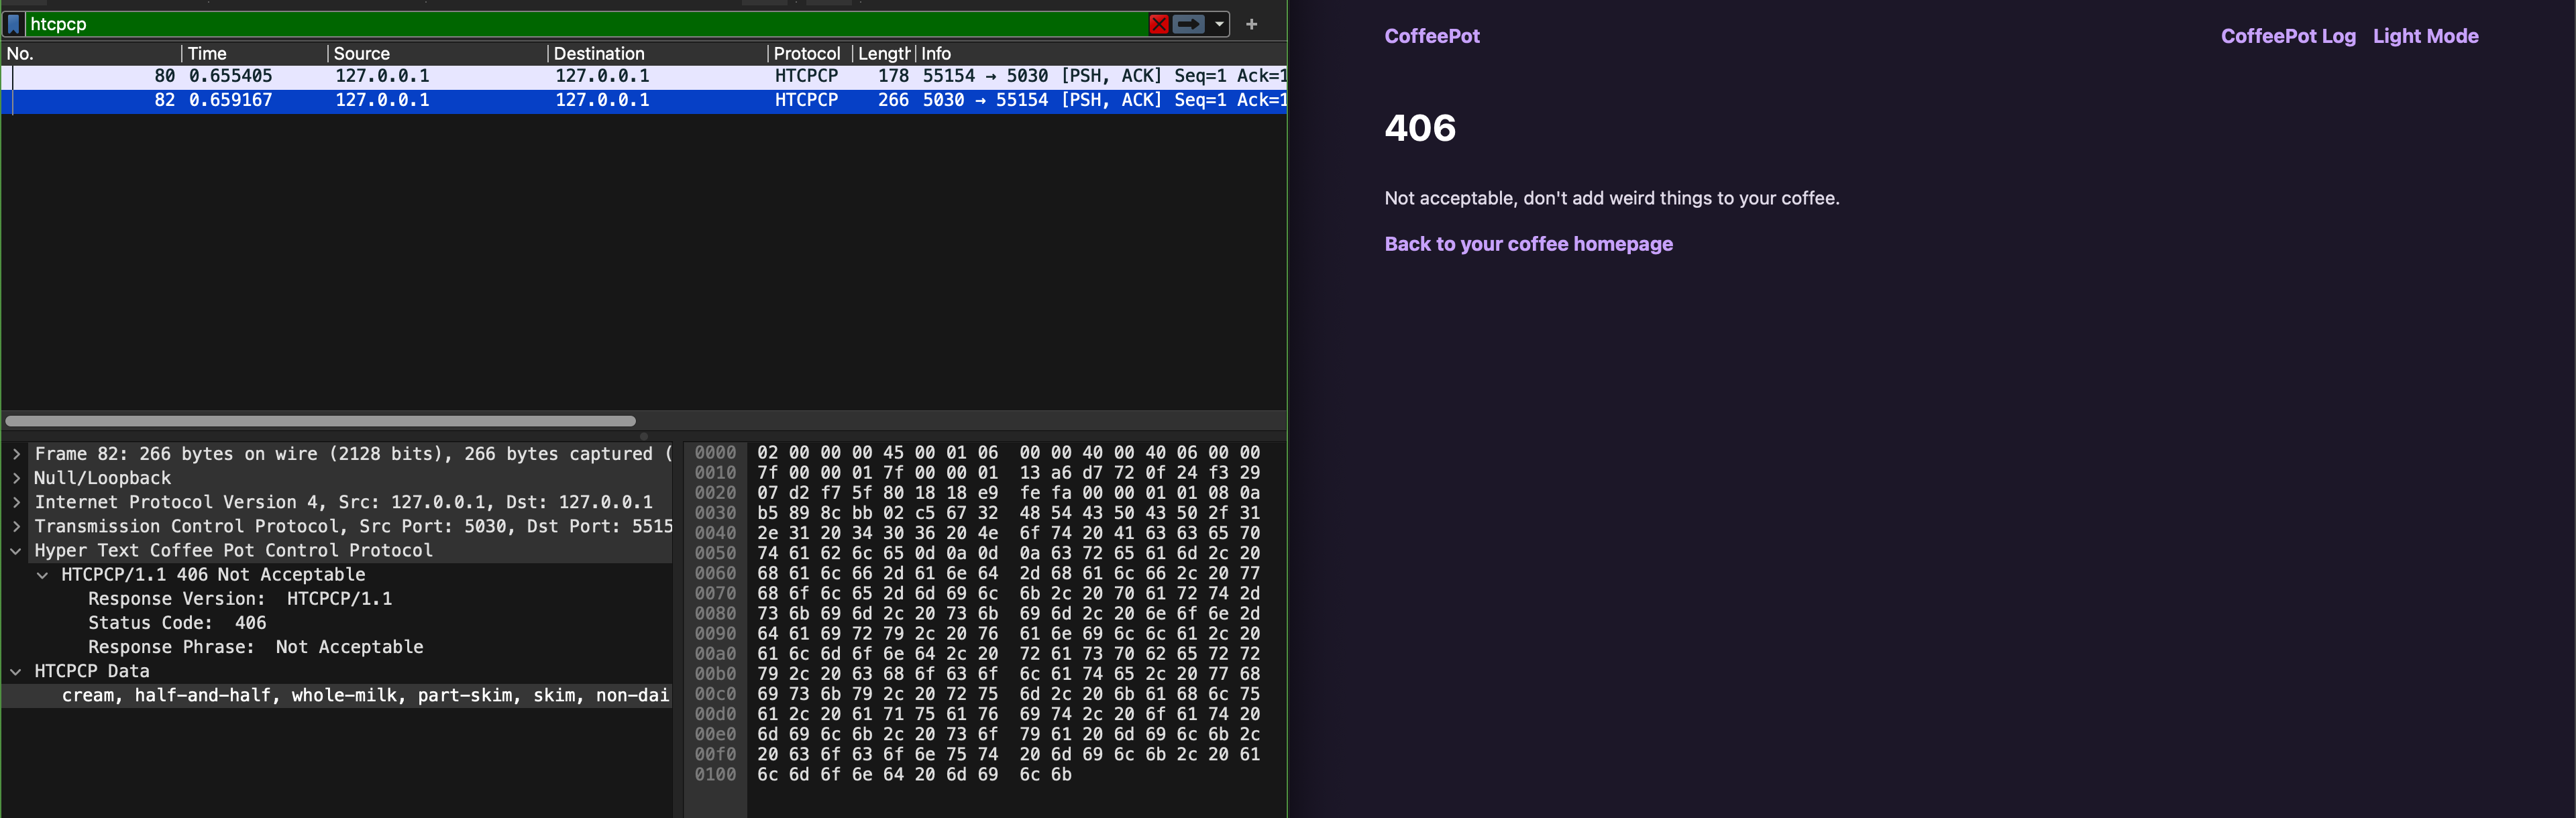 htcpcp
No. Time Source Destination Protocol Length Info
80 0.655405 127.0.0.1 127.0.0.1 HTCPCP 178 55154 → 5030 [PSH, ACK] Seq=1 Ack=1
82 0.659167 127.0.0.1 127.0.0.1 HTCPCP 266 5030 → 55154 [PSH, ACK] Seq=1 Ack=1
Frame 82: 266 bytes on wire (2128 bits), 266 bytes captured (
Null/Loopback
Internet Protocol Version 4, Src: 127.0.0.1, Dst: 127.0.0.1
Transmission Control Protocol, Src Port: 5030, Dst Port: 5515
Hyper Text Coffee Pot Control Protocol
HTCPCP/1.1 406 Not Acceptable
Response Version: HTCPCP/1.1
Status Code: 406
Response Phrase: Not Acceptable
HTCPCP Data
cream, half-and-half, whole-milk, part-skim, skim, non-dai
0000 02 00 00 00 45 00 01 06 00 00 40 00 40 06 00 00
0010 7f 00 00 01 7f 00 00 01 13 a6 d7 72 0f 24 f3 29
0020 07 d2 f7 5f 80 18 18 e9 fe fa 00 00 01 01 08 0a
0030 b5 89 8c bb 02 c5 67 32 48 54 43 50 43 50 2f 31
0040 2e 31 20 34 30 36 20 4e 6f 74 20 41 63 63 65 70
0050 74 61 62 6c 65 0d 0a 0d 0a 63 72 65 61 6d 2c 20
0060 68 61 6c 66 2d 61 6e 64 2d 68 61 6c 66 2c 20 77
0070 68 6f 6c 65 2d 6d 69 6c 6b 2c 20 70 61 72 74 2d
0080 73 6b 69 6d 2c 20 73 6b 69 6d 2c 20 6e 6f 6e 2d
0090 64 61 69 72 79 2c 20 76 61 6e 69 6c 6c 61 2c 20
00a0 61 6c 6d 6f 6e 64 2c 20 72 61 73 70 62 65 72 72
00b0 79 2c 20 63 68 6f 63 6f 6c 61 74 65 2c 20 77 68
00c0 69 73 6b 79 2c 20 72 75 6d 2c 20 6b 61 68 6c 75
00d0 61 2c 20 61 71 75 61 76 69 74 2c 20 6f 61 74 20
00e0 6d 69 6c 6b 2c 20 73 6f 79 61 20 6d 69 6c 6b 2c
00f0 20 63 6f 63 6f 6e 75 74 20 6d 69 6c 6b 2c 20 61
0100 6c 6d 6f 6e 64 20 6d 69 6c 6b
CoffeePot
CoffeePot Log Light Mode
406
Not acceptable, don't add weird things to your coffee.
Back to your coffee homepage